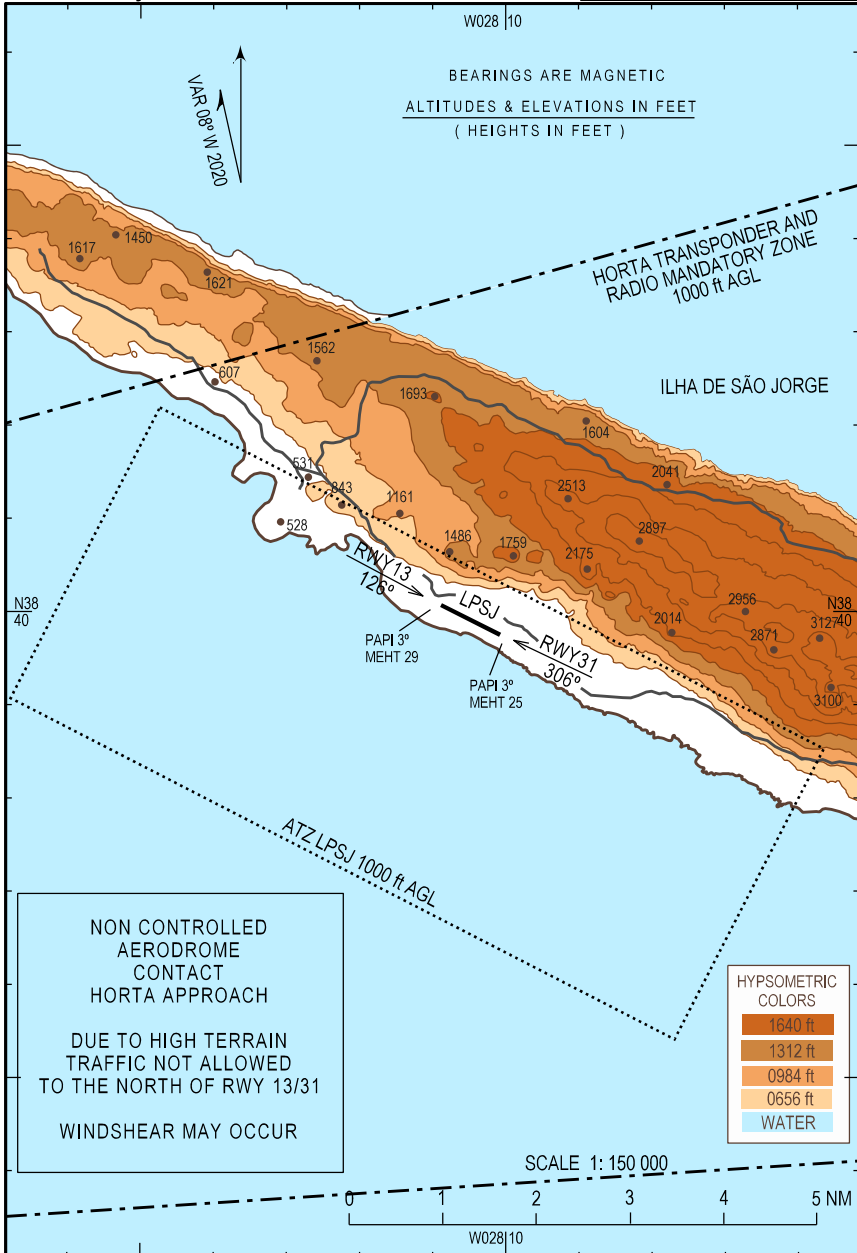 W028 10
BEARINGS ARE MAGNETIC
ALTITUDES & ELEVATIONS IN FEET
( HEIGHTS IN FEET )
VAR 08º W 2020
HORTA TRANSPONDER AND
RADIO MANDATORY ZONE
1000 ft AGL
1450
1617
1621
1562
607
1693
ILHA DE SÃO JORGE
1604
531
2041
843
1161
2513
528
1486
1759
2897
2175
RWY13
126º
LPSJ
N38
40
2956
N38
40
3127
2014
2871
RWY31
306º
PAPI 3º
MEHT 29
PAPI 3º
MEHT 25
3100
ATZ LPSJ 1000 ft AGL
NON CONTROLLED
AERODROME
CONTACT
HORTA APPROACH
DUE TO HIGH TERRAIN
TRAFFIC NOT ALLOWED
TO THE NORTH OF RWY 13/31
WINDSHEAR MAY OCCUR
HYPSOMETRIC
COLORS
1640 ft
1312 ft
0984 ft
0656 ft
WATER
SCALE 1: 150 000
0 1 2 3 4 5 NM
W028 10